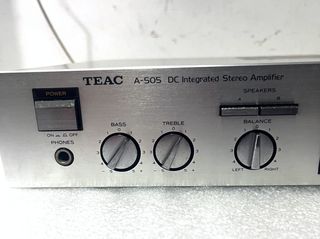 TEAC A-505 DC Integrated Stereo Amplifier
POWER
ON OFF
PHONES
BASS
TREBLE
SPEAKERS
A B
BALANCE
LEFT RIGHT